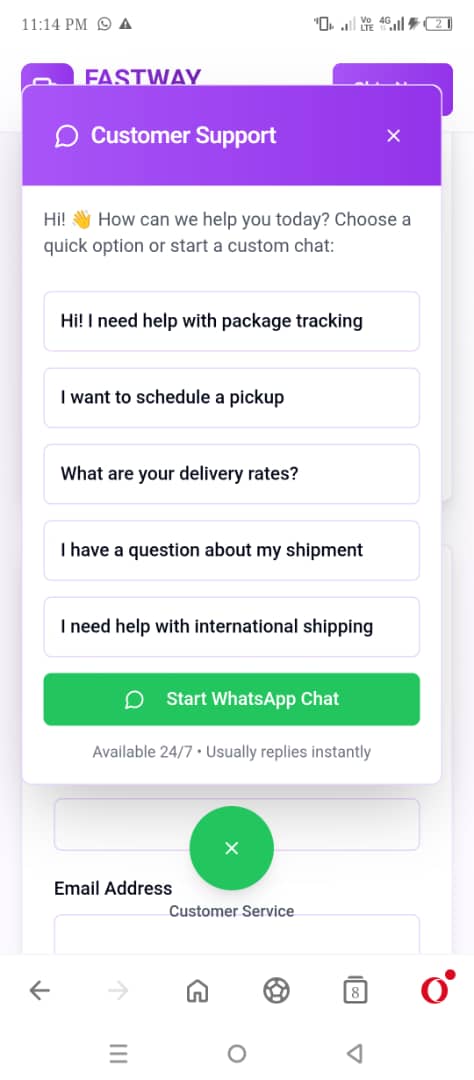 11:14 PM
Vo
LTE
4G
2
FASTWAY
Customer Support
Hi! 👋 How can we help you today? Choose a
quick option or start a custom chat:
Hi! I need help with package tracking
I want to schedule a pickup
What are your delivery rates?
I have a question about my shipment
I need help with international shipping
Start WhatsApp Chat
Available 24/7 • Usually replies instantly
Email Address
Customer Service
8